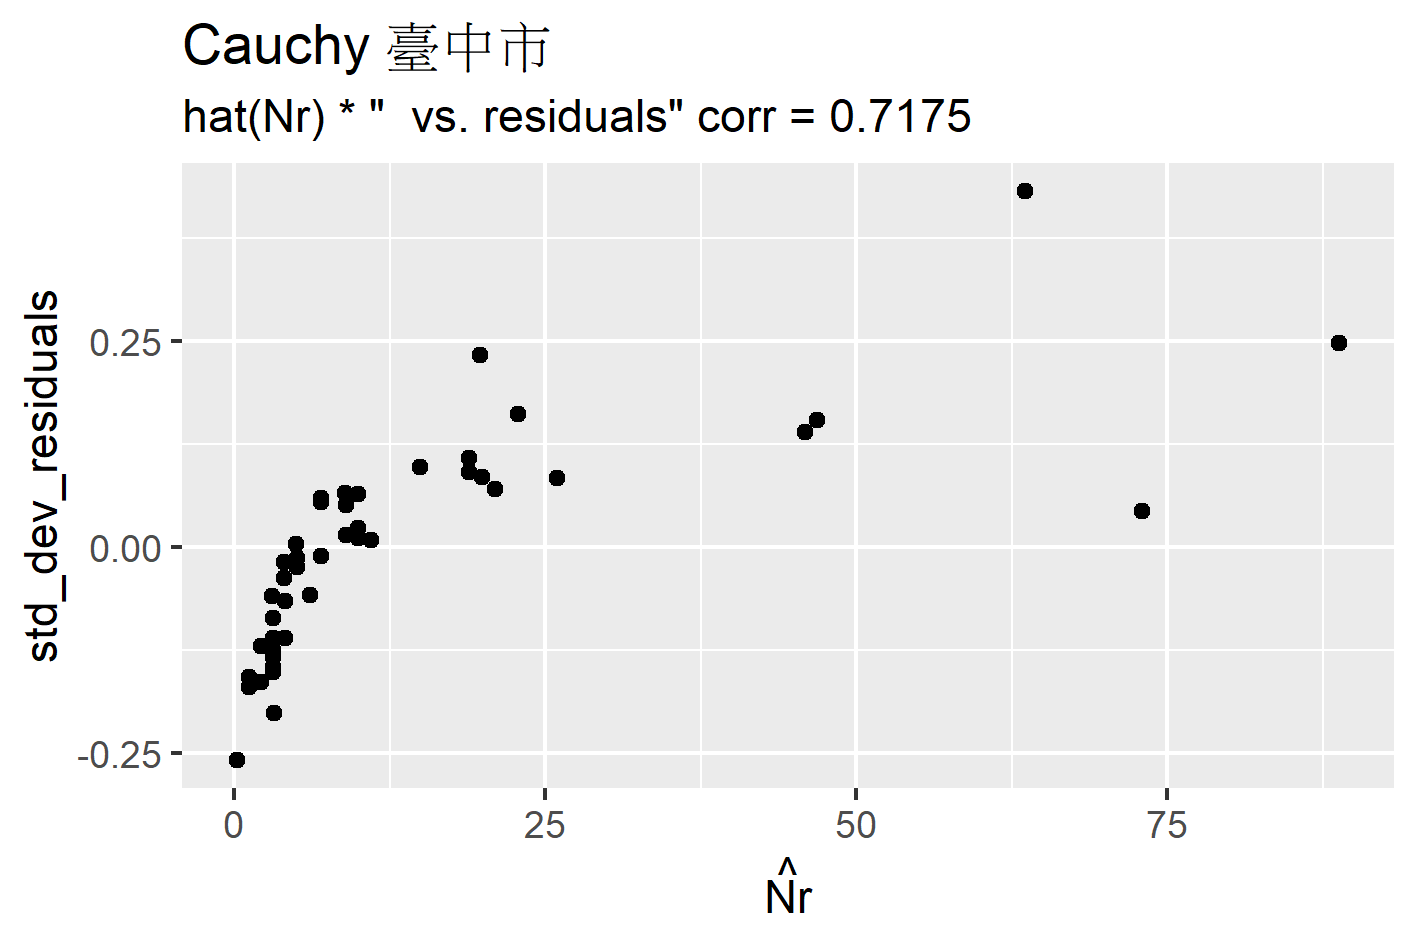 Cauchy 臺中市
hat(Nr) * "  vs. residuals" corr = 0.7175
std_dev_residuals
0.25
0.00
-0.25
0 25 50 75
N̂r